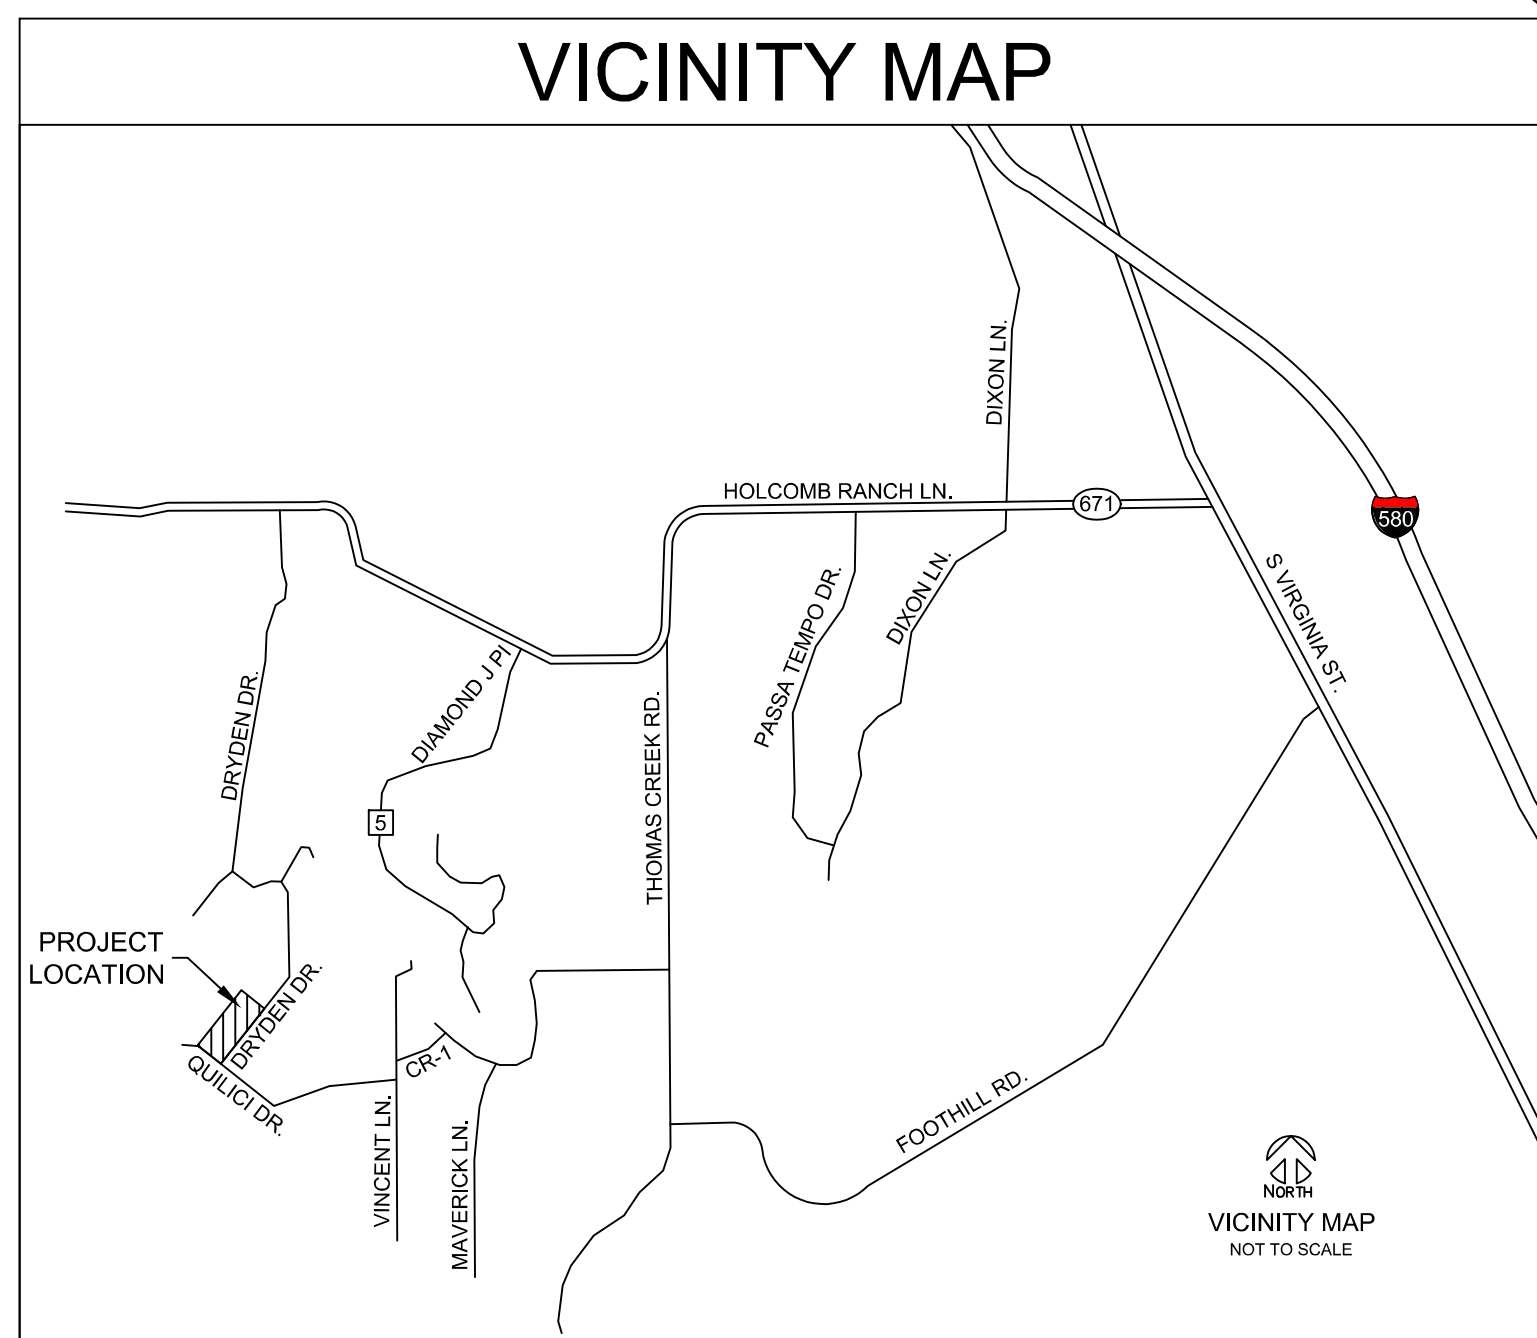 VICINITY MAP
DIXON LN.
HOLCOMB RANCH LN.
671
580
S VIRGINIA ST.
PASSA TEMPO DR.
DIXON LN.
DRYDEN DR.
DIAMOND J Pl
5
THOMAS CREEK RD.
PROJECT
LOCATION
DRYDEN DR.
QUILICI DR.
CR-1
VINCENT LN.
MAVERICK LN.
FOOTHILL RD.
NORTH
VICINITY MAP
NOT TO SCALE